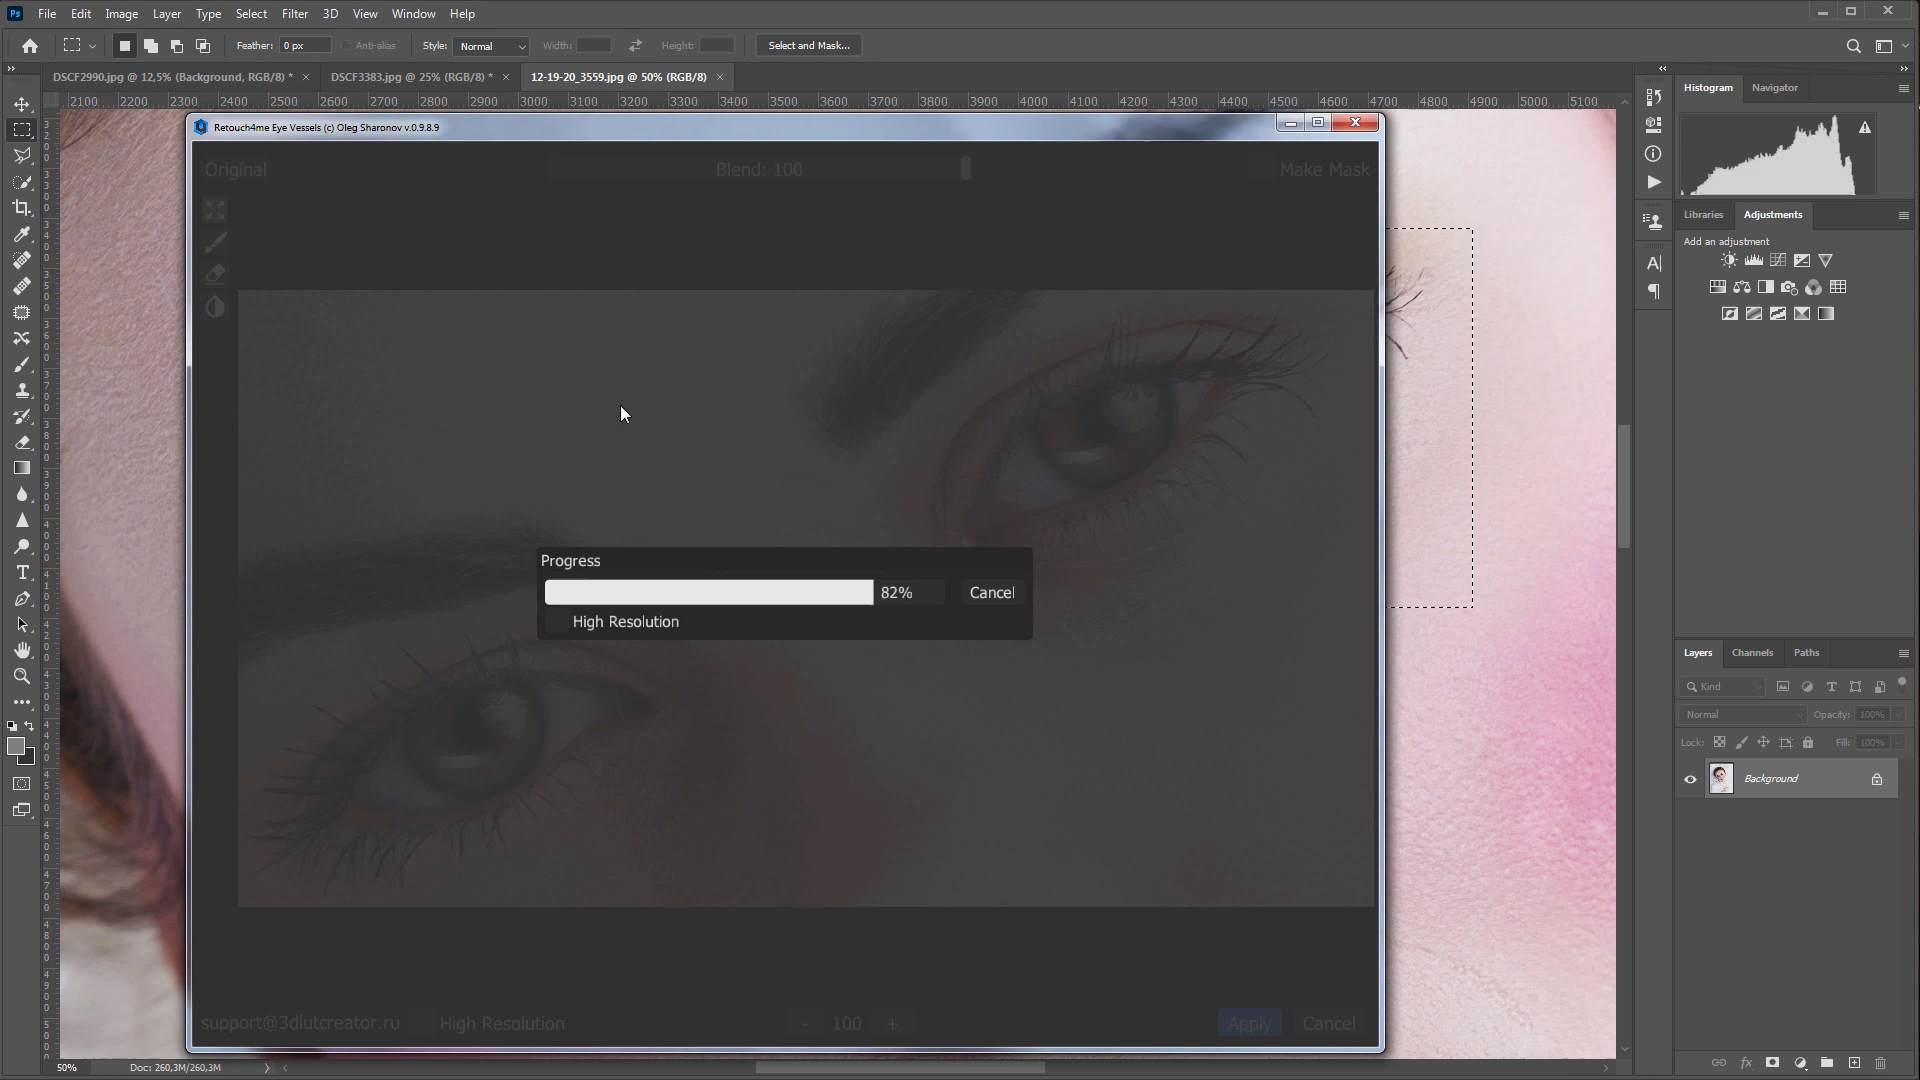 Ps File Edit Image Layer Type Select Filter 3D View Window Help
Feather: 0 px Anti-alias Style: Normal Width: Height: Select and Mask...
DSCF2990.jpg @ 12,5% (Background, RGB/8) * × DSCF3383.jpg @ 25% (RGB/8) * × 12-19-20_3559.jpg @ 50% (RGB/8) ×
2100 2200 2300 2400 2500 2600 2700 2800 2900 3000 3100 3200 3300 3400 3500 3600 3700 3800 3900 4000 4100 4200 4300 4400 4500 4600 4700 4800 4900 5000 5100
Retouch4me Eye Vessels (c) Oleg Sharonov v.0.9.8.9
Original Blend: 100 Make Mask
Progress
82% Cancel
High Resolution
support@3dlutcreator.ru High Resolution - 100 + Apply Cancel
50% Doc: 260,3M/260,3M
Histogram Navigator
Libraries Adjustments
Add an adjustment
Layers Channels Paths
Kind
Normal Opacity: 100%
Lock: Fill: 100%
Background